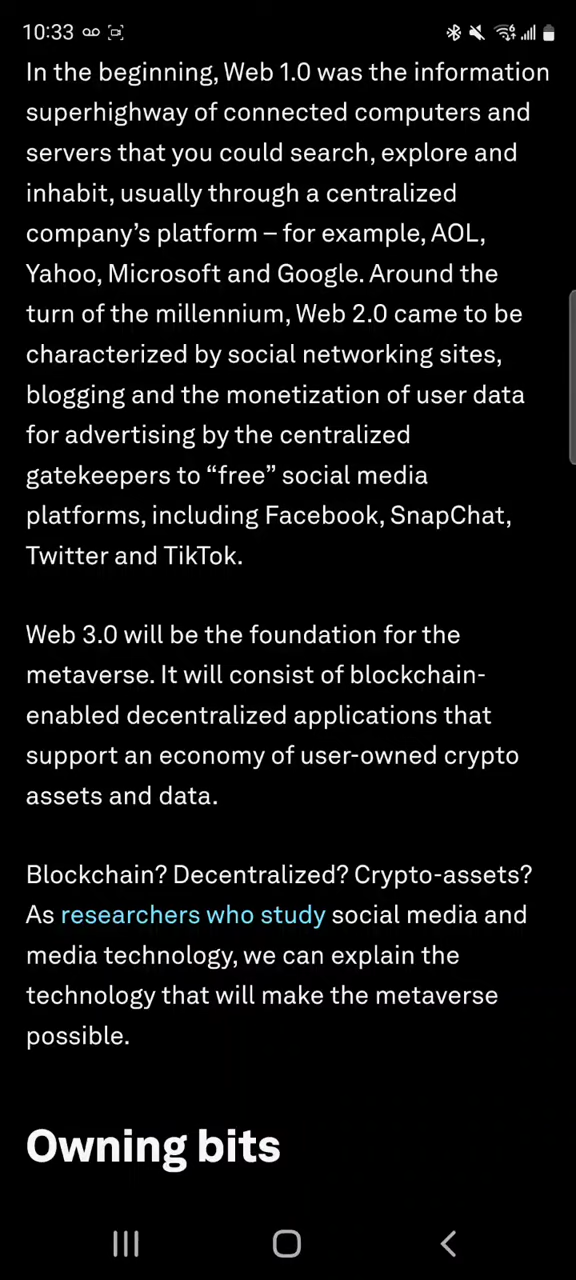 10:33
In the beginning, Web 1.0 was the information
superhighway of connected computers and
servers that you could search, explore and
inhabit, usually through a centralized
company’s platform – for example, AOL,
Yahoo, Microsoft and Google. Around the
turn of the millennium, Web 2.0 came to be
characterized by social networking sites,
blogging and the monetization of user data
for advertising by the centralized
gatekeepers to “free” social media
platforms, including Facebook, SnapChat,
Twitter and TikTok.
Web 3.0 will be the foundation for the
metaverse. It will consist of blockchain-
enabled decentralized applications that
support an economy of user-owned crypto
assets and data.
Blockchain? Decentralized? Crypto-assets?
As researchers who study social media and
media technology, we can explain the
technology that will make the metaverse
possible.
Owning bits